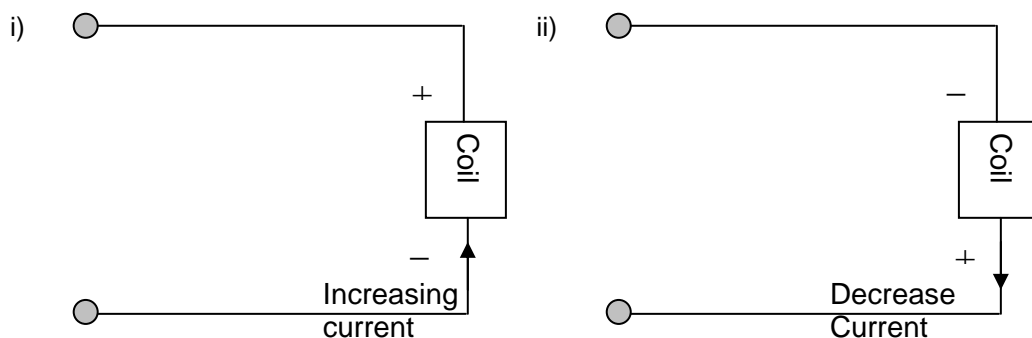 i)
ii)
+
Coil
−
Increasing
current
−
Coil
+
Decrease
Current